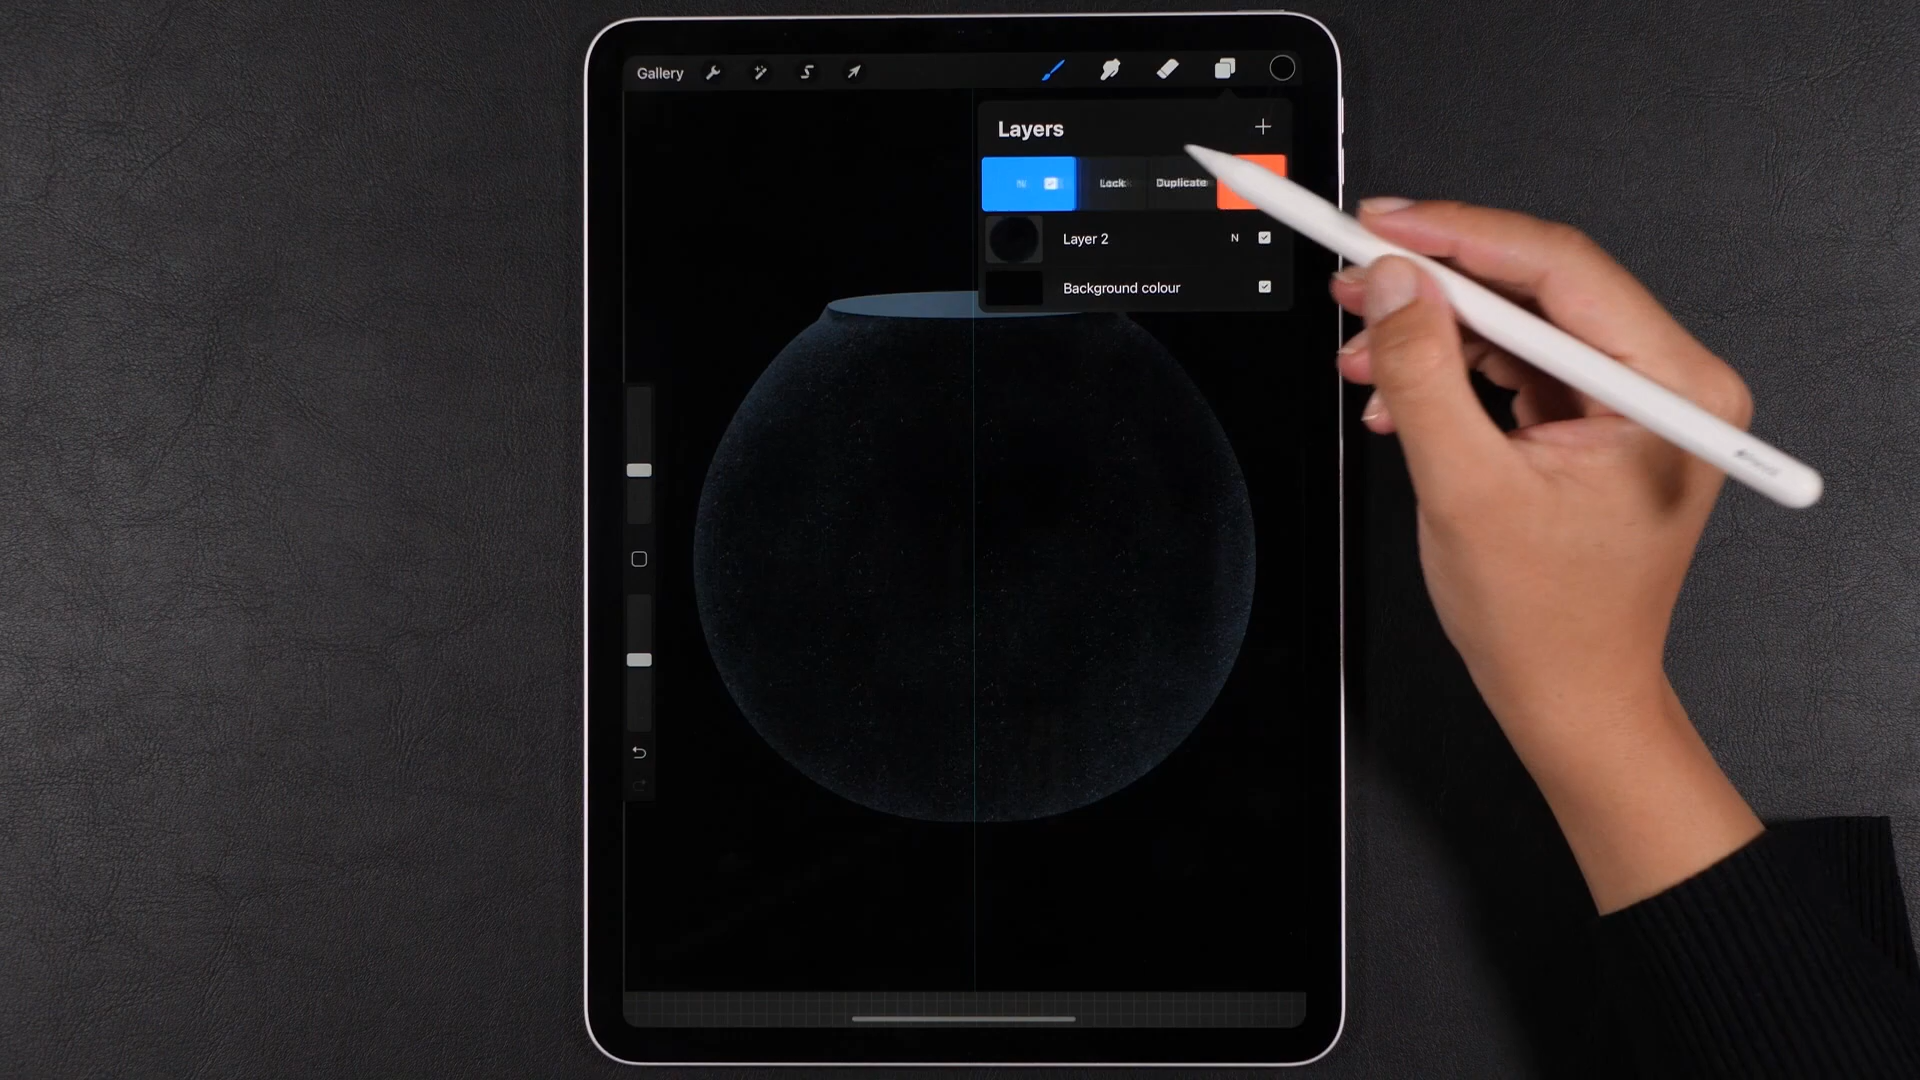 Gallery
Layers
Lock Duplicate
Layer 2 N
Background colour